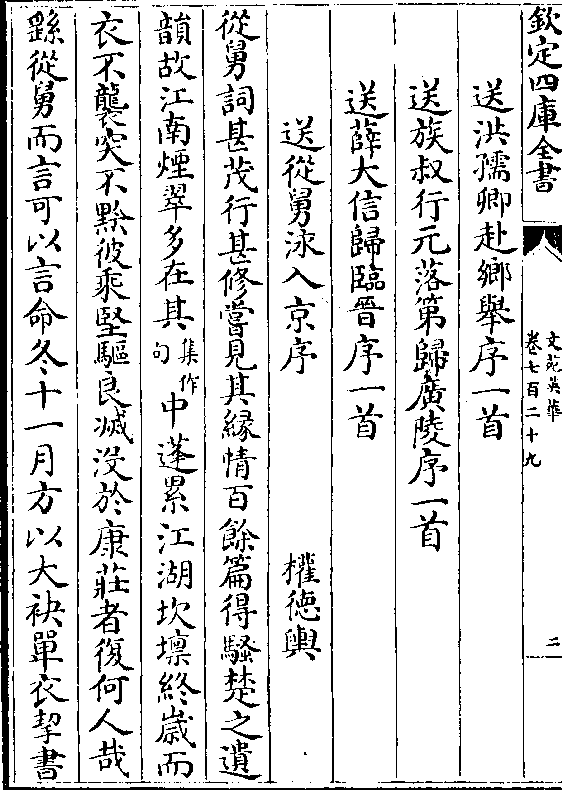 欽定四庫全書
文苑英華
卷七百二十九
二
送洪孺卿赴鄉舉序一首
送族叔行元落第歸廣陵序一首
送薛大信歸臨晉序一首
送從舅泳入京序 權德輿
從舅詞甚茂行甚修嘗見其緣情百餘篇得騷楚之遺
韻故江南煙翠多在其集作句中蓬累江湖坎壈終歲而
衣不襲突不黔彼乘堅驅良滅没於康莊者復何人哉
繇從舅而言可以言命冬十一月方以大袂單衣挈書